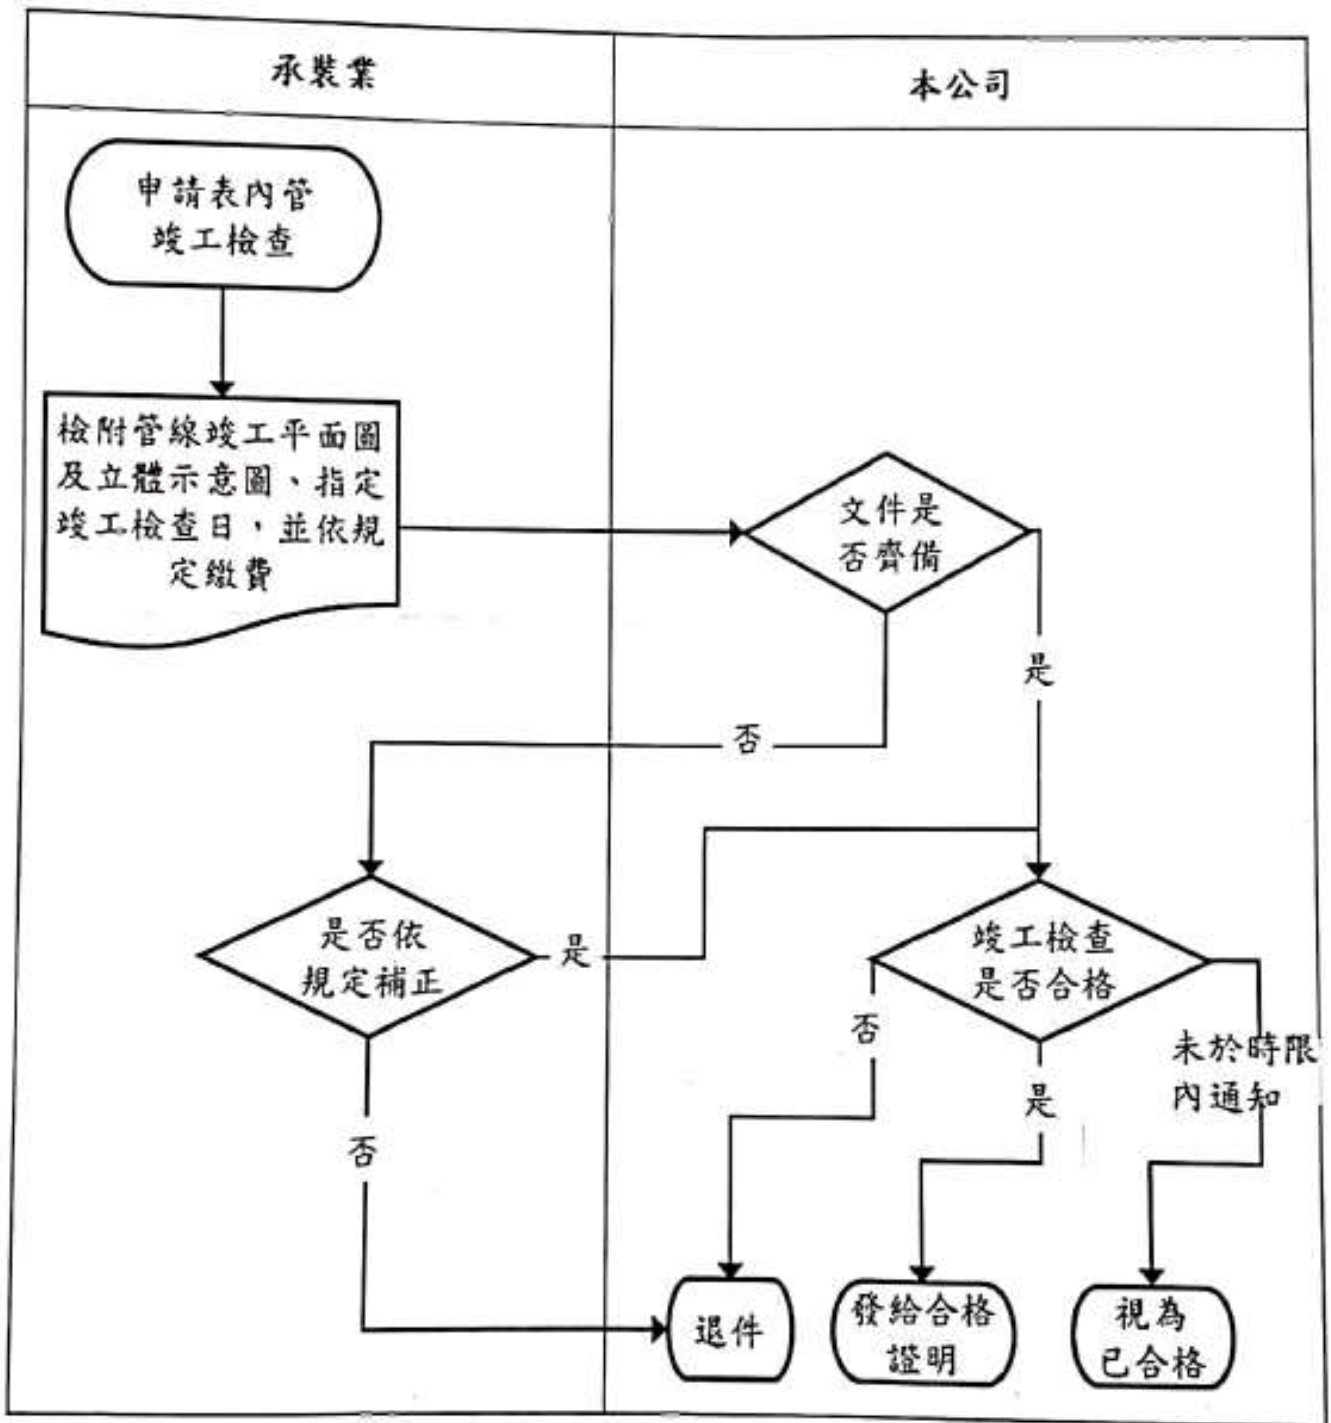 承裝業
本公司
申請表內管
竣工檢查
檢附管線竣工平面圖
及立體示意圖、指定
竣工檢查日，並依規
定繳費
文件是
否齊備
是
否
是否依
規定補正
是
竣工檢查
是否合格
否
是
未於時限
內通知
否
退件
發給合格
證明
視為
已合格